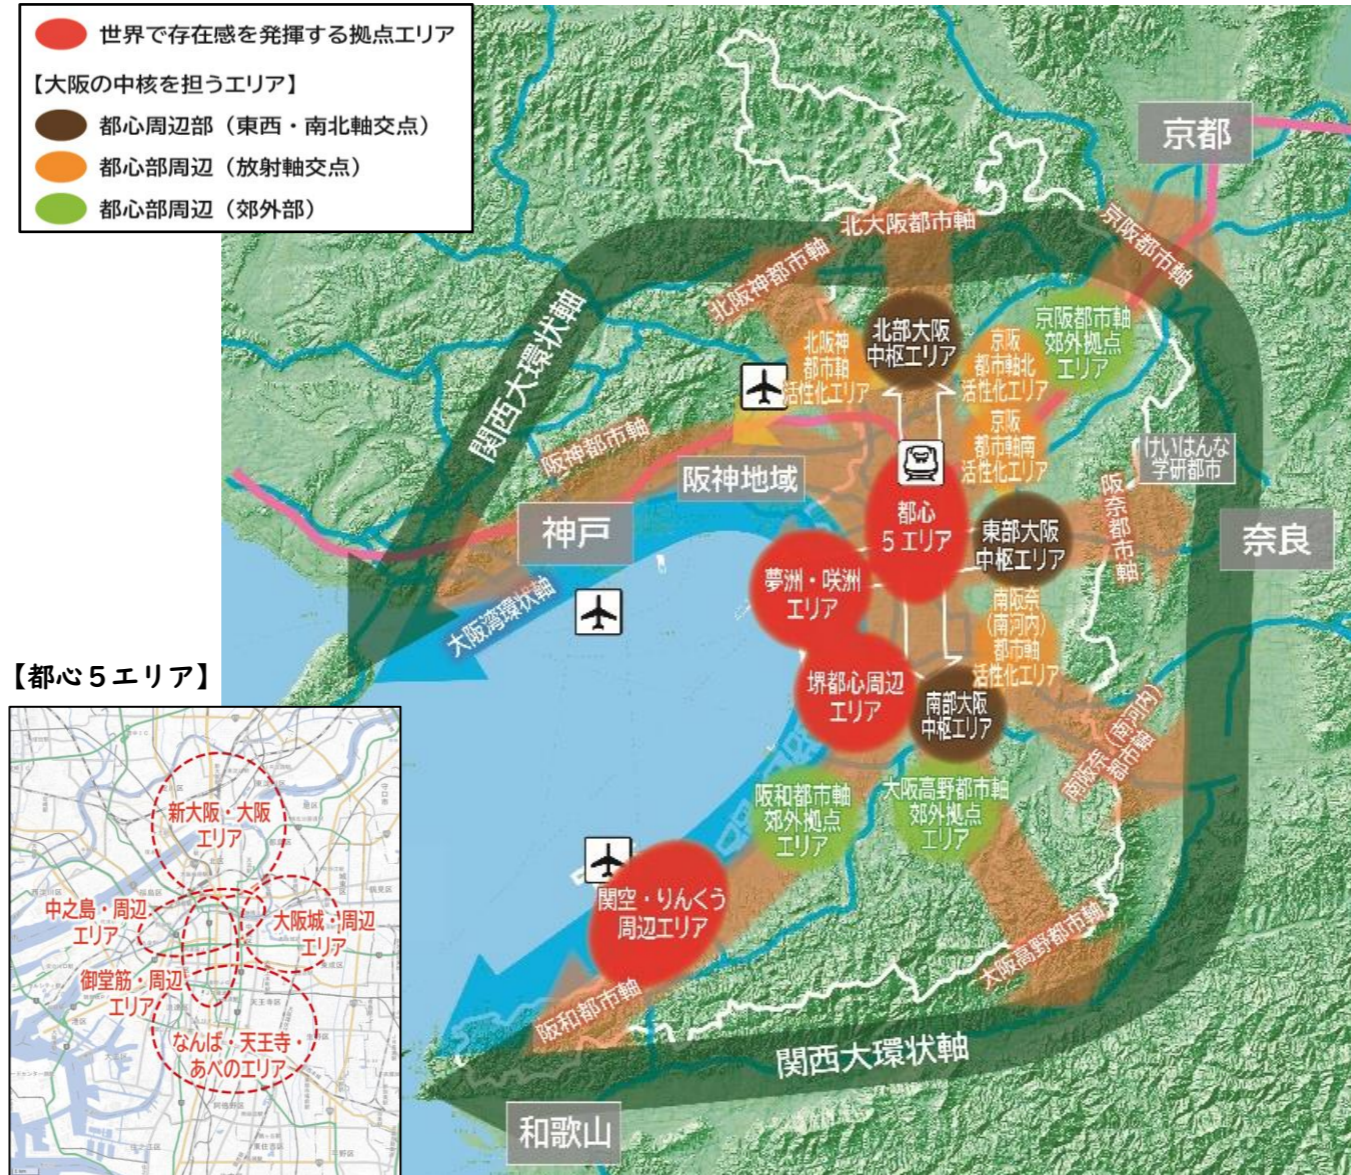 世界で存在感を発揮する拠点エリア
【大阪の中核を担うエリア】
都心周辺部（東西・南北軸交点）
都心部周辺（放射軸交点）
都心部周辺（郊外部）
京都
北大阪都市軸
京阪都市軸
北阪神都市軸
関西大環状軸
北部大阪
中枢エリア
京阪都市軸
郊外拠点
エリア
北阪神
都市軸
活性化エリア
京阪
都市軸北
活性化エリア
京阪
都市軸南
活性化エリア
けいはんな
学研都市
阪神都市軸
阪神地域
阪奈都市軸
神戸
都心
5エリア
東部大阪
中枢エリア
奈良
夢洲・咲洲
エリア
大阪湾環状軸
南阪奈
（南河内）
都市軸
活性化エリア
堺都心周辺
エリア
南部大阪
中枢エリア
南阪奈（南河内）
都市軸
阪和都市軸
郊外拠点
エリア
大阪高野都市軸
郊外拠点
エリア
関空・りんくう
周辺エリア
大阪高野都市軸
阪和都市軸
関西大環状軸
和歌山
【都心５エリア】
新大阪・大阪
エリア
中之島・周辺
エリア
大阪城・周辺
エリア
御堂筋・周辺
エリア
なんば・天王寺・
あべのエリア